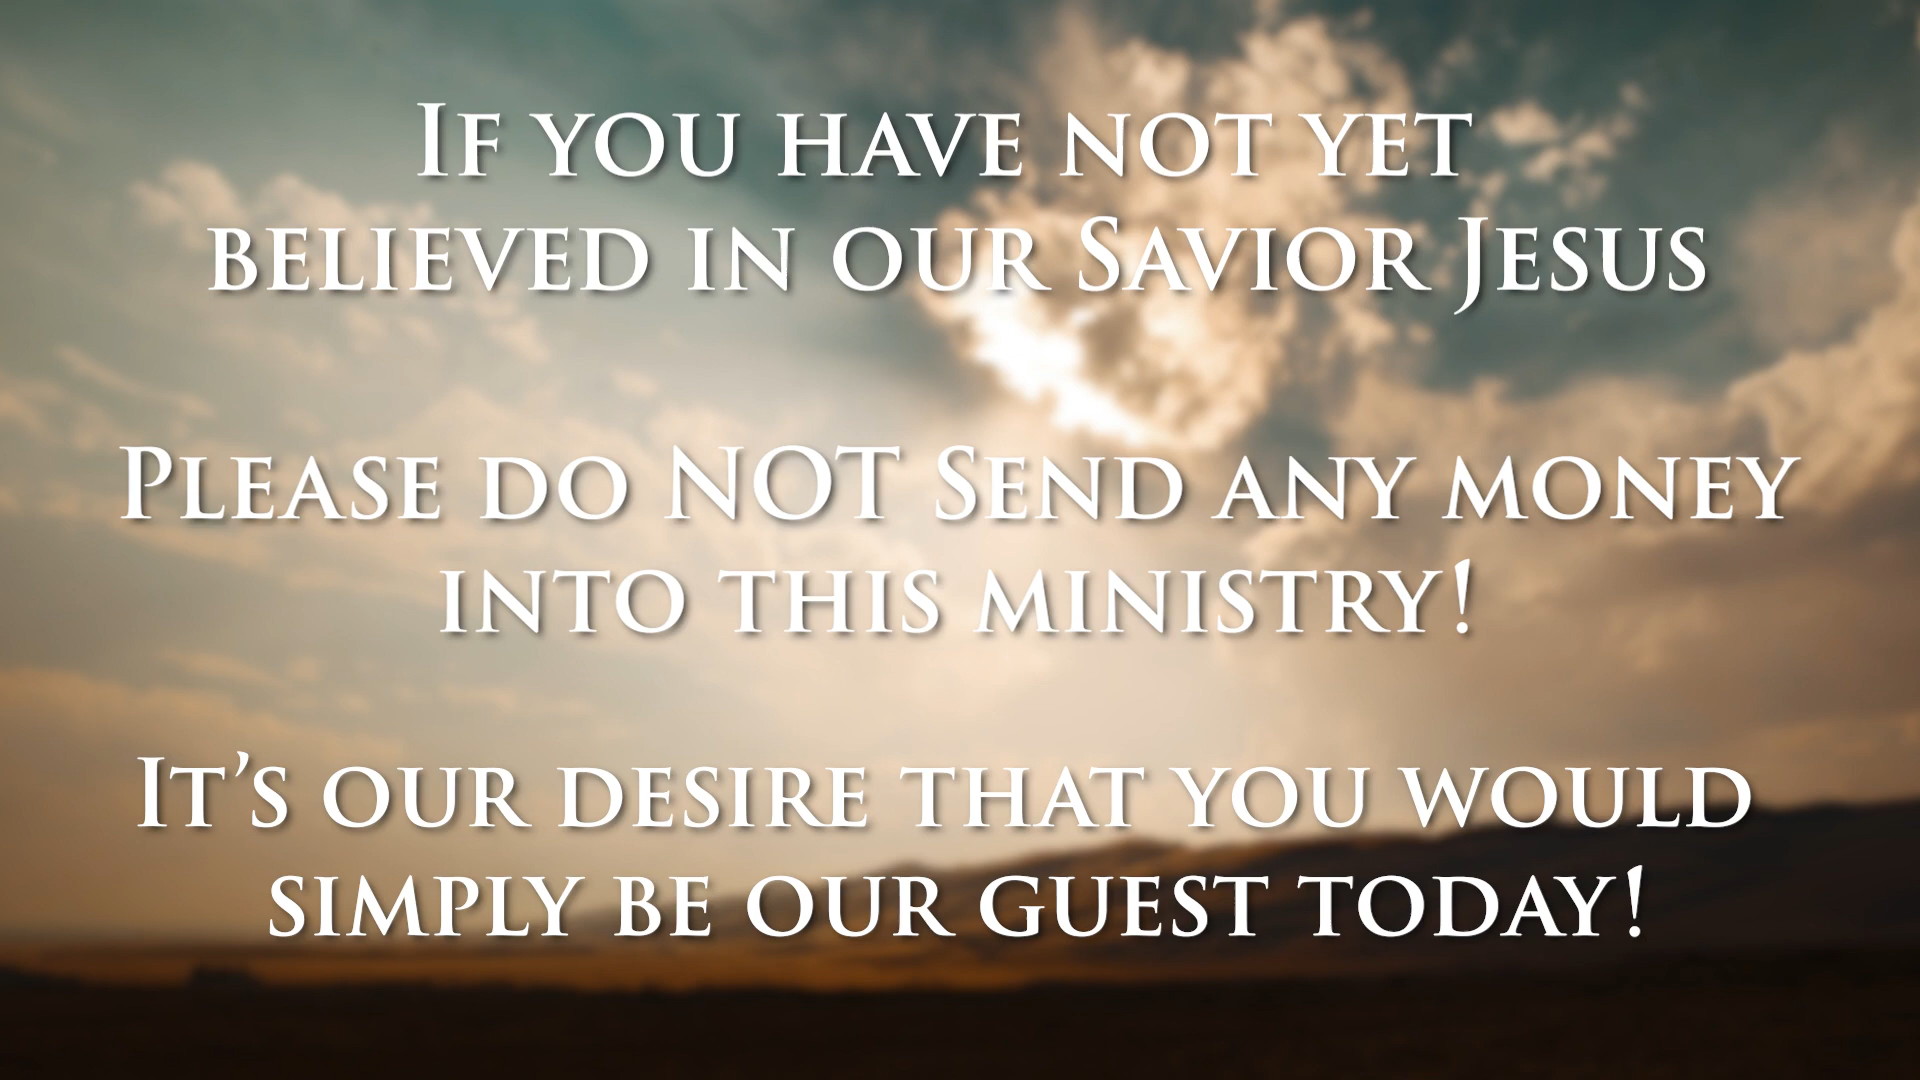 If you have not yet
believed in our Savior Jesus
Please do NOT Send any money
into this ministry!
It's our desire that you would
simply be our guest today!